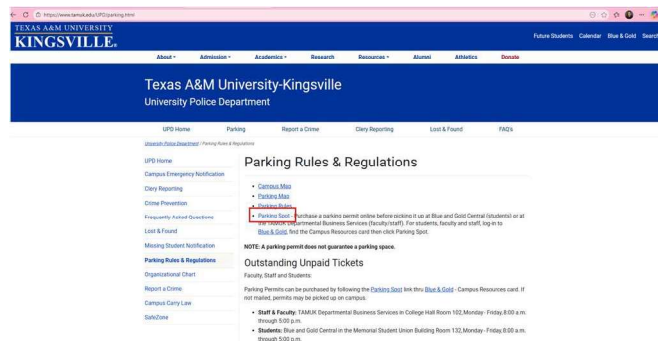 https://www.tamuk.edu/UPD/parking.html
TEXAS A&M UNIVERSITY
KINGSVILLE®
Future Students Calendar Blue & Gold Search
About Admission Academics Research Resources Alumni Athletics Donate
Texas A&M University-Kingsville
University Police Department
UPD Home Parking Report a Crime Clery Reporting Lost & Found FAQ's
University Police Department / Parking Rules & Regulations
UPD Home
Campus Emergency Notification
Clery Reporting
Crime Prevention
Frequently Asked Questions
Lost & Found
Missing Student Notification
Parking Rules & Regulations
Organizational Chart
Report a Crime
Campus Carry Law
SafeZone
Parking Rules & Regulations
• Campus Map
• Parking Map
• Parking Rules
• Parking Spot - Purchase a parking permit online before picking it up at Blue and Gold Central (students) or at
the TAMUK Departmental Business Services (faculty/staff). For students, faculty and staff, log-in to
Blue & Gold, find the Campus Resources card then click Parking Spot.
NOTE: A parking permit does not guarantee a parking space.
Outstanding Unpaid Tickets
Faculty, Staff and Students:
Parking Permits can be purchased by following the Parking Spot link thru Blue & Gold - Campus Resources card. If
not mailed, permits may be picked up on campus.
• Staff & Faculty: TAMUK Departmental Business Services in College Hall Room 102, Monday - Friday, 8:00 a.m.
through 5:00 p.m.
• Students: Blue and Gold Central in the Memorial Student Union Building Room 132, Monday - Friday, 8:00 a.m.
through 5:00 p.m.